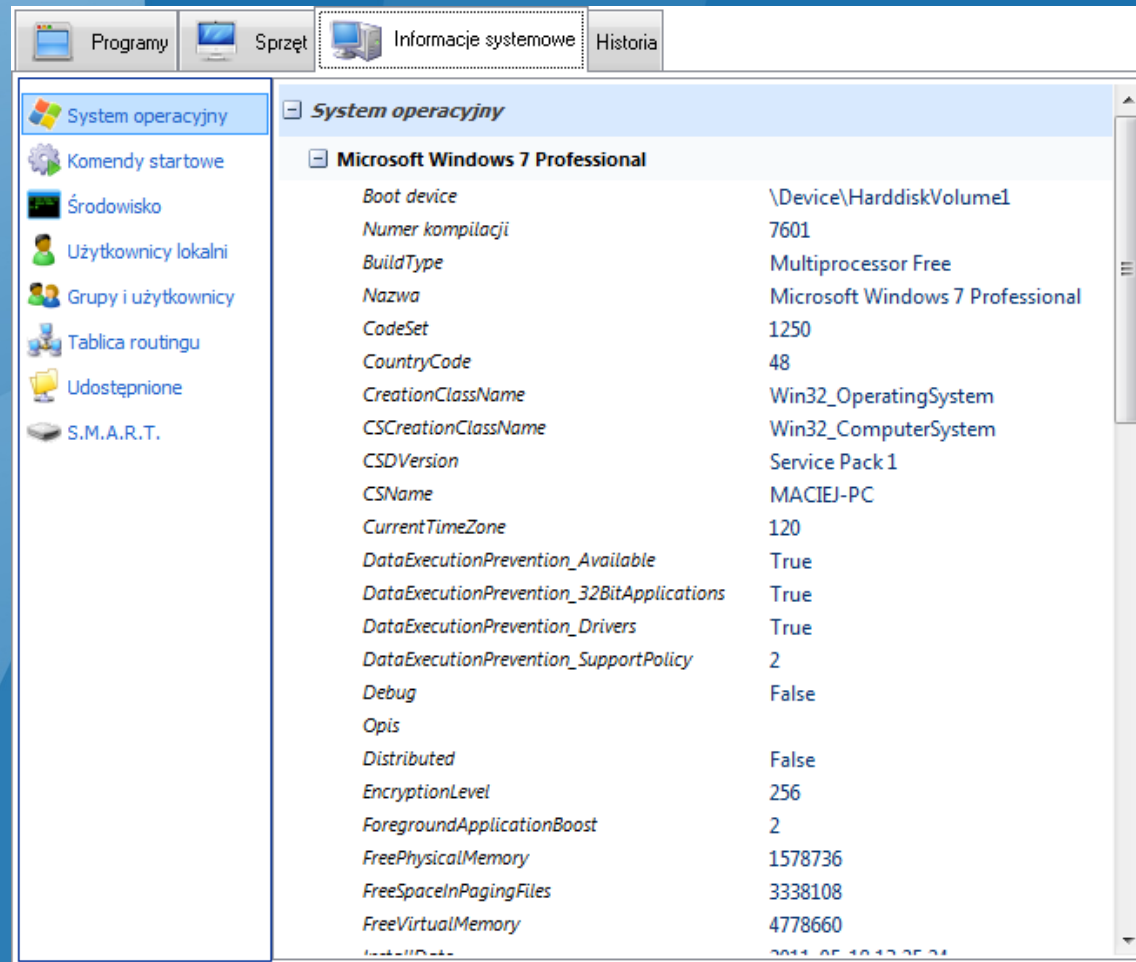 Programy Sprzęt Informacje systemowe Historia
System operacyjny
Komendy startowe
Środowisko
Użytkownicy lokalni
Grupy i użytkownicy
Tablica routingu
Udostępnione
S.M.A.R.T.
System operacyjny
Microsoft Windows 7 Professional
Boot device \Device\HarddiskVolume1
Numer kompilacji 7601
BuildType Multiprocessor Free
Nazwa Microsoft Windows 7 Professional
CodeSet 1250
CountryCode 48
CreationClassName Win32_OperatingSystem
CSCreationClassName Win32_ComputerSystem
CSDVersion Service Pack 1
CSName MACIEJ-PC
CurrentTimeZone 120
DataExecutionPrevention_Available True
DataExecutionPrevention_32BitApplications True
DataExecutionPrevention_Drivers True
DataExecutionPrevention_SupportPolicy 2
Debug False
Opis
Distributed False
EncryptionLevel 256
ForegroundApplicationBoost 2
FreePhysicalMemory 1578736
FreeSpaceInPagingFiles 3338108
FreeVirtualMemory 4778660
InstallDate